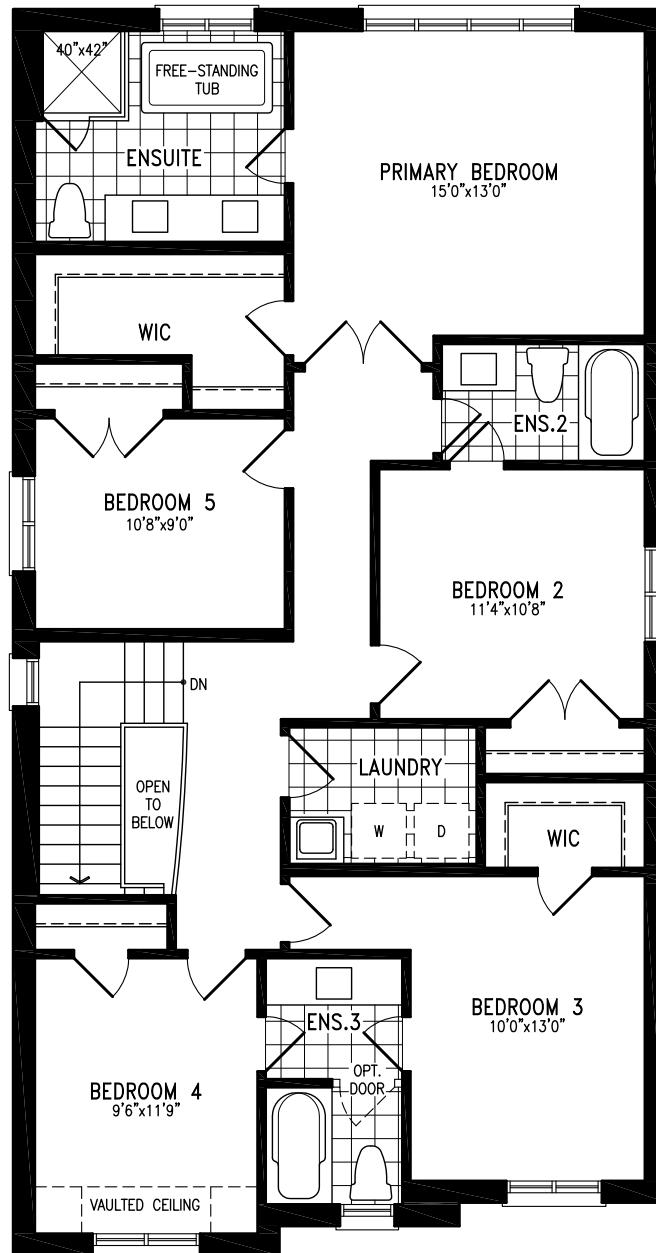 40"x42"
FREE-STANDING
TUB
ENSUITE
PRIMARY BEDROOM
15'0"x13'0"
WIC
ENS.2
BEDROOM 5
10'8"x9'0"
BEDROOM 2
11'4"x10'8"
DN
OPEN
TO
BELOW
LAUNDRY
W
D
WIC
BEDROOM 3
10'0"x13'0"
ENS.3
OPT.
DOOR
BEDROOM 4
9'6"x11'9"
VAULTED CEILING